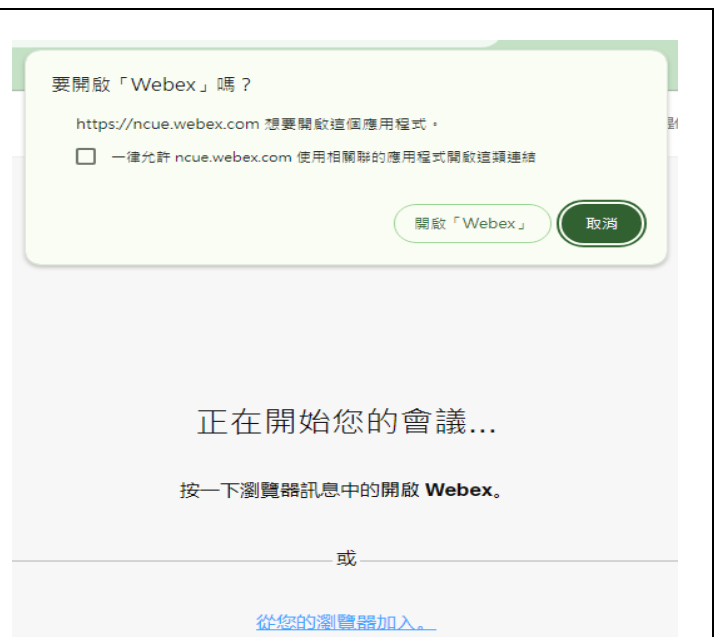 要開啟「Webex」嗎？
https://ncue.webex.com 想要開啟這個應用程式。
一律允許 ncue.webex.com 使用相關聯的應用程式開啟這類連結
開啟「Webex」
取消
正在開始您的會議...
按一下瀏覽器訊息中的開啟 Webex。
或
從您的瀏覽器加入。